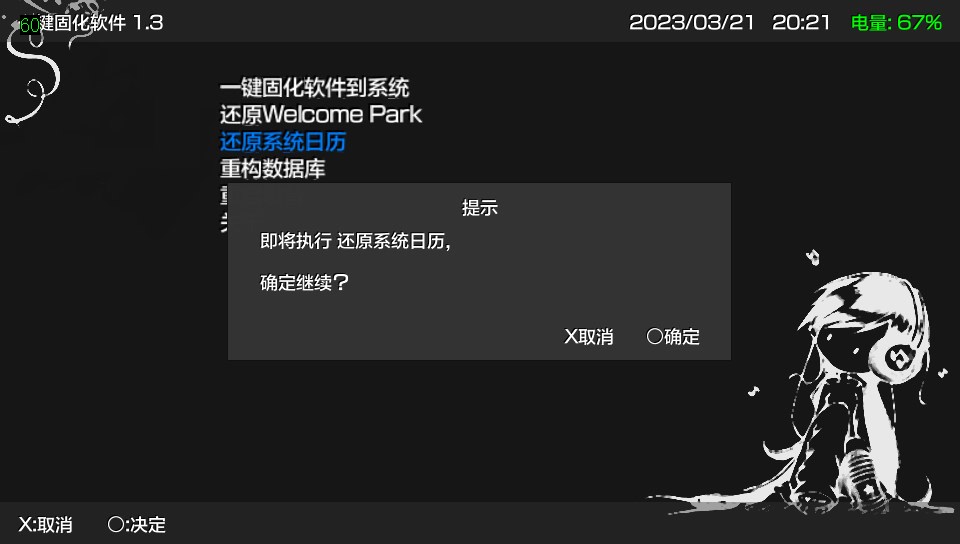 60键固化软件 1.3
2023/03/21 20:21 电量: 67%
一键固化软件到系统
还原Welcome Park
还原系统日历
重构数据库
提示
即将执行 还原系统日历,
确定继续?
X取消 〇确定
X:取消 〇:决定